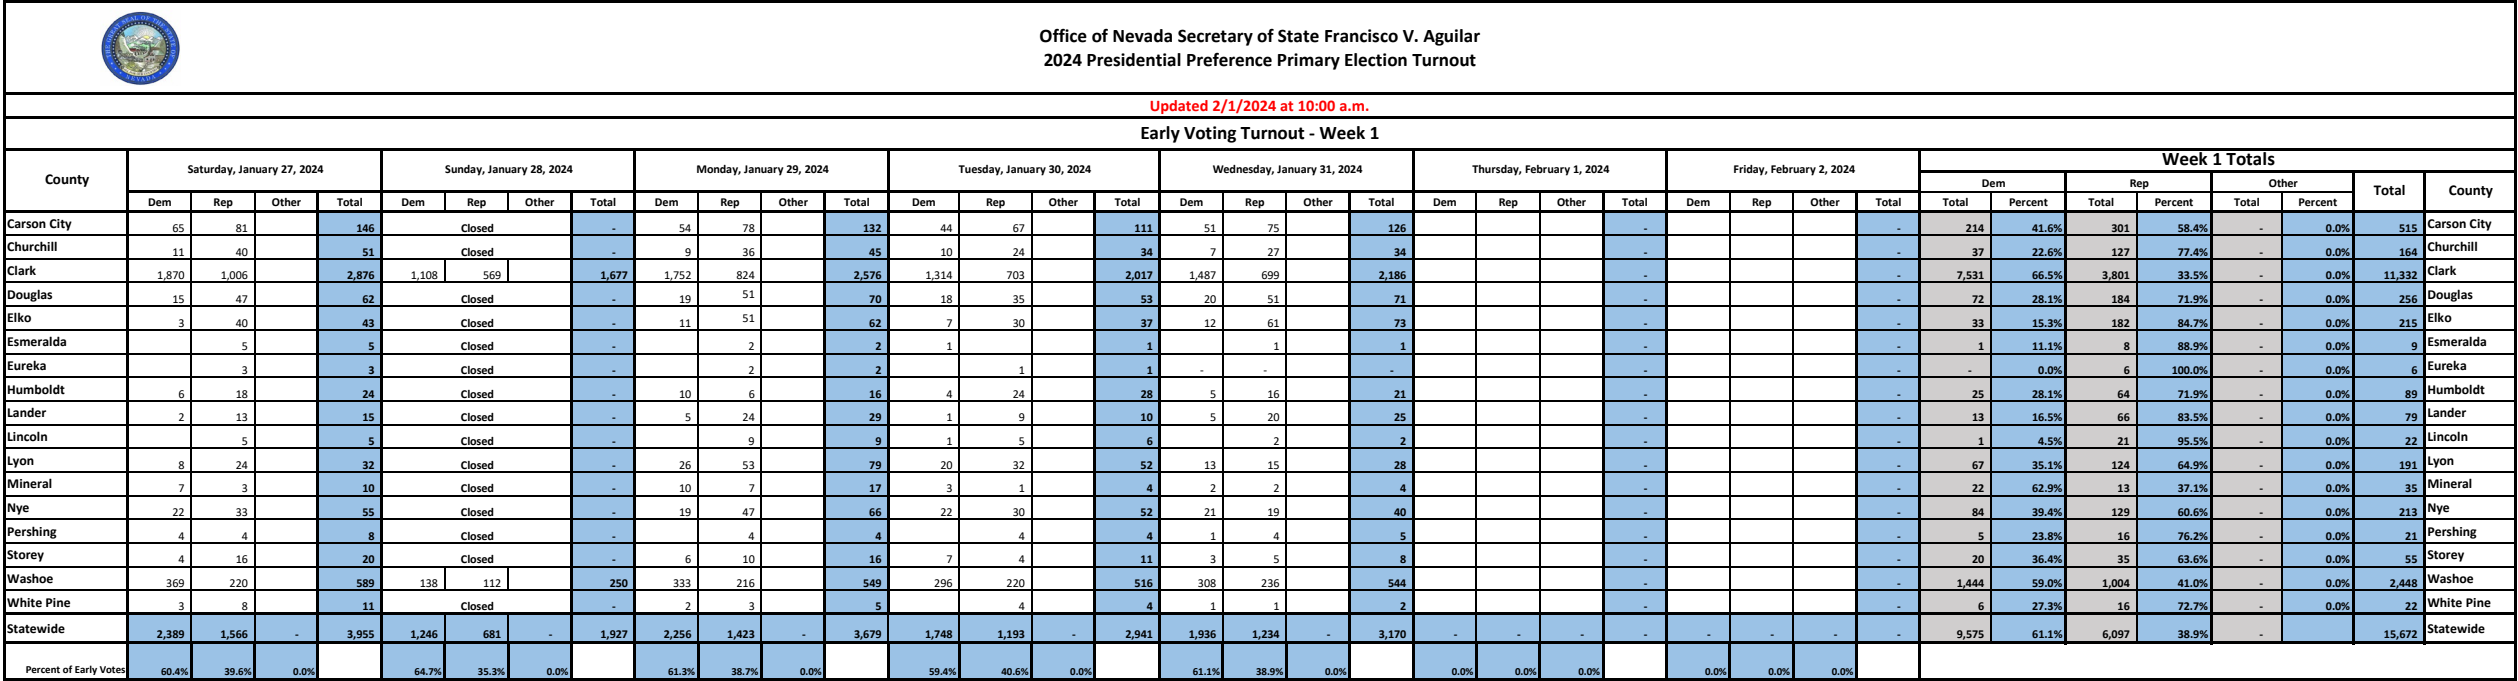 Office of Nevada Secretary of State Francisco V. Aguilar
2024 Presidential Preference Primary Election Turnout
Updated 2/1/2024 at 10:00 a.m.
Early Voting Turnout - Week 1
County Saturday, January 27, 2024 Sunday, January 28, 2024 Monday, January 29, 2024 Tuesday, January 30, 2024 Wednesday, January 31, 2024 Thursday, February 1, 2024 Friday, February 2, 2024 Week 1 Totals
Dem Rep Other Total County
Dem Rep Other Total Dem Rep Other Total Dem Rep Other Total Dem Rep Other Total Dem Rep Other Total Dem Rep Other Total Dem Rep Other Total Total Percent Total Percent Total Percent
Carson City 65 81 146 Closed - 54 78 132 44 67 111 51 75 126 - - 214 41.6% 301 58.4% - 0.0% 515 Carson City
Churchill 11 40 51 Closed - 9 36 45 10 24 34 7 27 34 - - 37 22.6% 127 77.4% - 0.0% 164 Churchill
Clark 1,870 1,006 2,876 1,108 569 1,677 1,752 824 2,576 1,314 703 2,017 1,487 699 2,186 - - 7,531 66.5% 3,801 33.5% - 0.0% 11,332 Clark
Douglas 15 47 62 Closed - 19 51 70 18 35 53 20 51 71 - - 72 28.1% 184 71.9% - 0.0% 256 Douglas
Elko 3 40 43 Closed - 11 51 62 7 30 37 12 61 73 - - 33 15.3% 182 84.7% - 0.0% 215 Elko
Esmeralda 5 5 Closed - 2 2 1 1 1 1 - - 1 11.1% 8 88.9% - 0.0% 9 Esmeralda
Eureka 3 3 Closed - 2 2 1 1 - - - - - - 0.0% 6 100.0% - 0.0% 6 Eureka
Humboldt 6 18 24 Closed - 10 6 16 4 24 28 5 16 21 - - 25 28.1% 64 71.9% - 0.0% 89 Humboldt
Lander 2 13 15 Closed - 5 24 29 1 9 10 5 20 25 - - 13 16.5% 66 83.5% - 0.0% 79 Lander
Lincoln 5 5 Closed - 9 9 1 5 6 2 2 - - 1 4.5% 21 95.5% - 0.0% 22 Lincoln
Lyon 8 24 32 Closed - 26 53 79 20 32 52 13 15 28 - - 67 35.1% 124 64.9% - 0.0% 191 Lyon
Mineral 7 3 10 Closed - 10 7 17 3 1 4 2 2 4 - - 22 62.9% 13 37.1% - 0.0% 35 Mineral
Nye 22 33 55 Closed - 19 47 66 22 30 52 21 19 40 - - 84 39.4% 129 60.6% - 0.0% 213 Nye
Pershing 4 4 8 Closed - 4 4 4 4 1 4 5 - - 5 23.8% 16 76.2% - 0.0% 21 Pershing
Storey 4 16 20 Closed - 6 10 16 7 4 11 3 5 8 - - 20 36.4% 35 63.6% - 0.0% 55 Storey
Washoe 369 220 589 138 112 250 333 216 549 296 220 516 308 236 544 - - 1,444 59.0% 1,004 41.0% - 0.0% 2,448 Washoe
White Pine 3 8 11 Closed - 2 3 5 4 4 1 1 2 - - 6 27.3% 16 72.7% - 0.0% 22 White Pine
Statewide 2,389 1,566 - 3,955 1,246 681 - 1,927 2,256 1,423 - 3,679 1,748 1,193 - 2,941 1,936 1,234 - 3,170 - - - - - - - - 9,575 61.1% 6,097 38.9% - 15,672 Statewide
Percent of Early Votes 60.4% 39.6% 0.0% 64.7% 35.3% 0.0% 61.3% 38.7% 0.0% 59.4% 40.6% 0.0% 61.1% 38.9% 0.0% 0.0% 0.0% 0.0% 0.0% 0.0% 0.0%